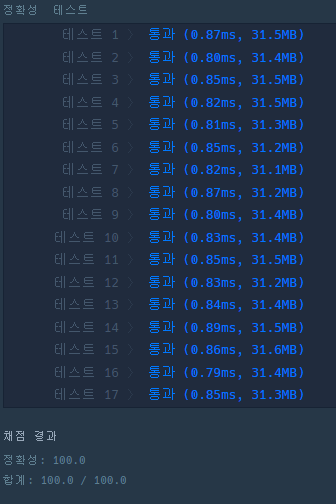 정확성 테스트
테스트 1 〉 통과 (0.87ms, 31.5MB)
테스트 2 〉 통과 (0.80ms, 31.4MB)
테스트 3 〉 통과 (0.85ms, 31.5MB)
테스트 4 〉 통과 (0.82ms, 31.5MB)
테스트 5 〉 통과 (0.81ms, 31.3MB)
테스트 6 〉 통과 (0.85ms, 31.2MB)
테스트 7 〉 통과 (0.82ms, 31.1MB)
테스트 8 〉 통과 (0.87ms, 31.2MB)
테스트 9 〉 통과 (0.80ms, 31.4MB)
테스트 10 〉 통과 (0.83ms, 31.4MB)
테스트 11 〉 통과 (0.85ms, 31.5MB)
테스트 12 〉 통과 (0.83ms, 31.2MB)
테스트 13 〉 통과 (0.84ms, 31.4MB)
테스트 14 〉 통과 (0.89ms, 31.5MB)
테스트 15 〉 통과 (0.86ms, 31.6MB)
테스트 16 〉 통과 (0.79ms, 31.4MB)
테스트 17 〉 통과 (0.85ms, 31.3MB)
채점 결과
정확성: 100.0
합계: 100.0 / 100.0